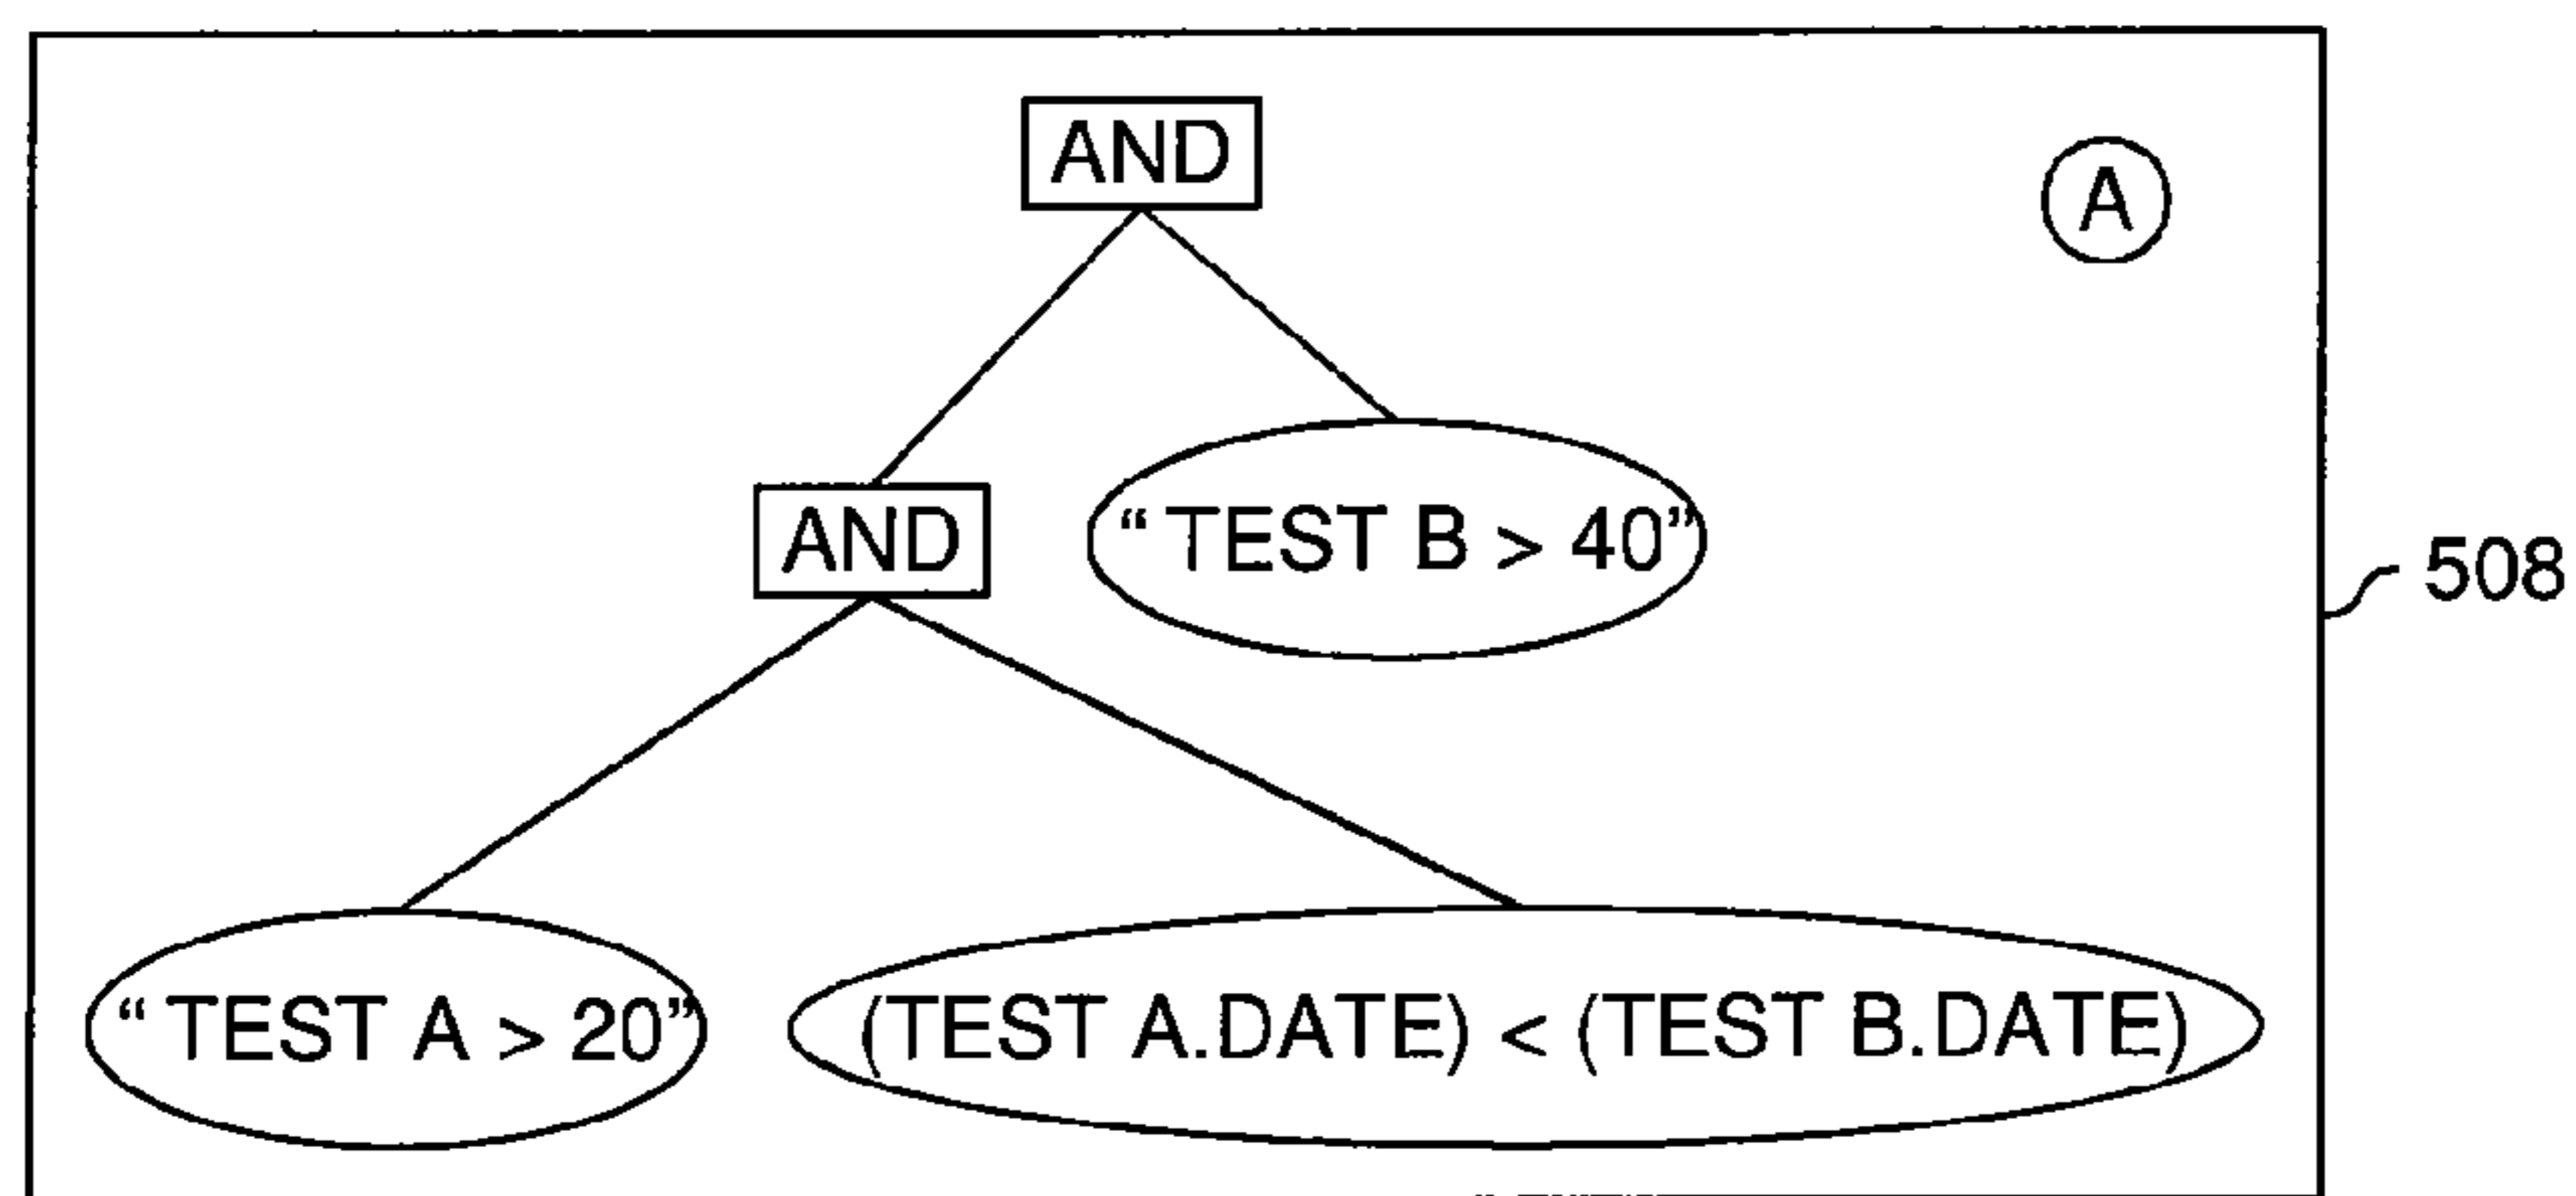 AND
A
AND
“ TEST B > 40”
508
“ TEST A > 20”
(TEST A.DATE) < (TEST B.DATE)